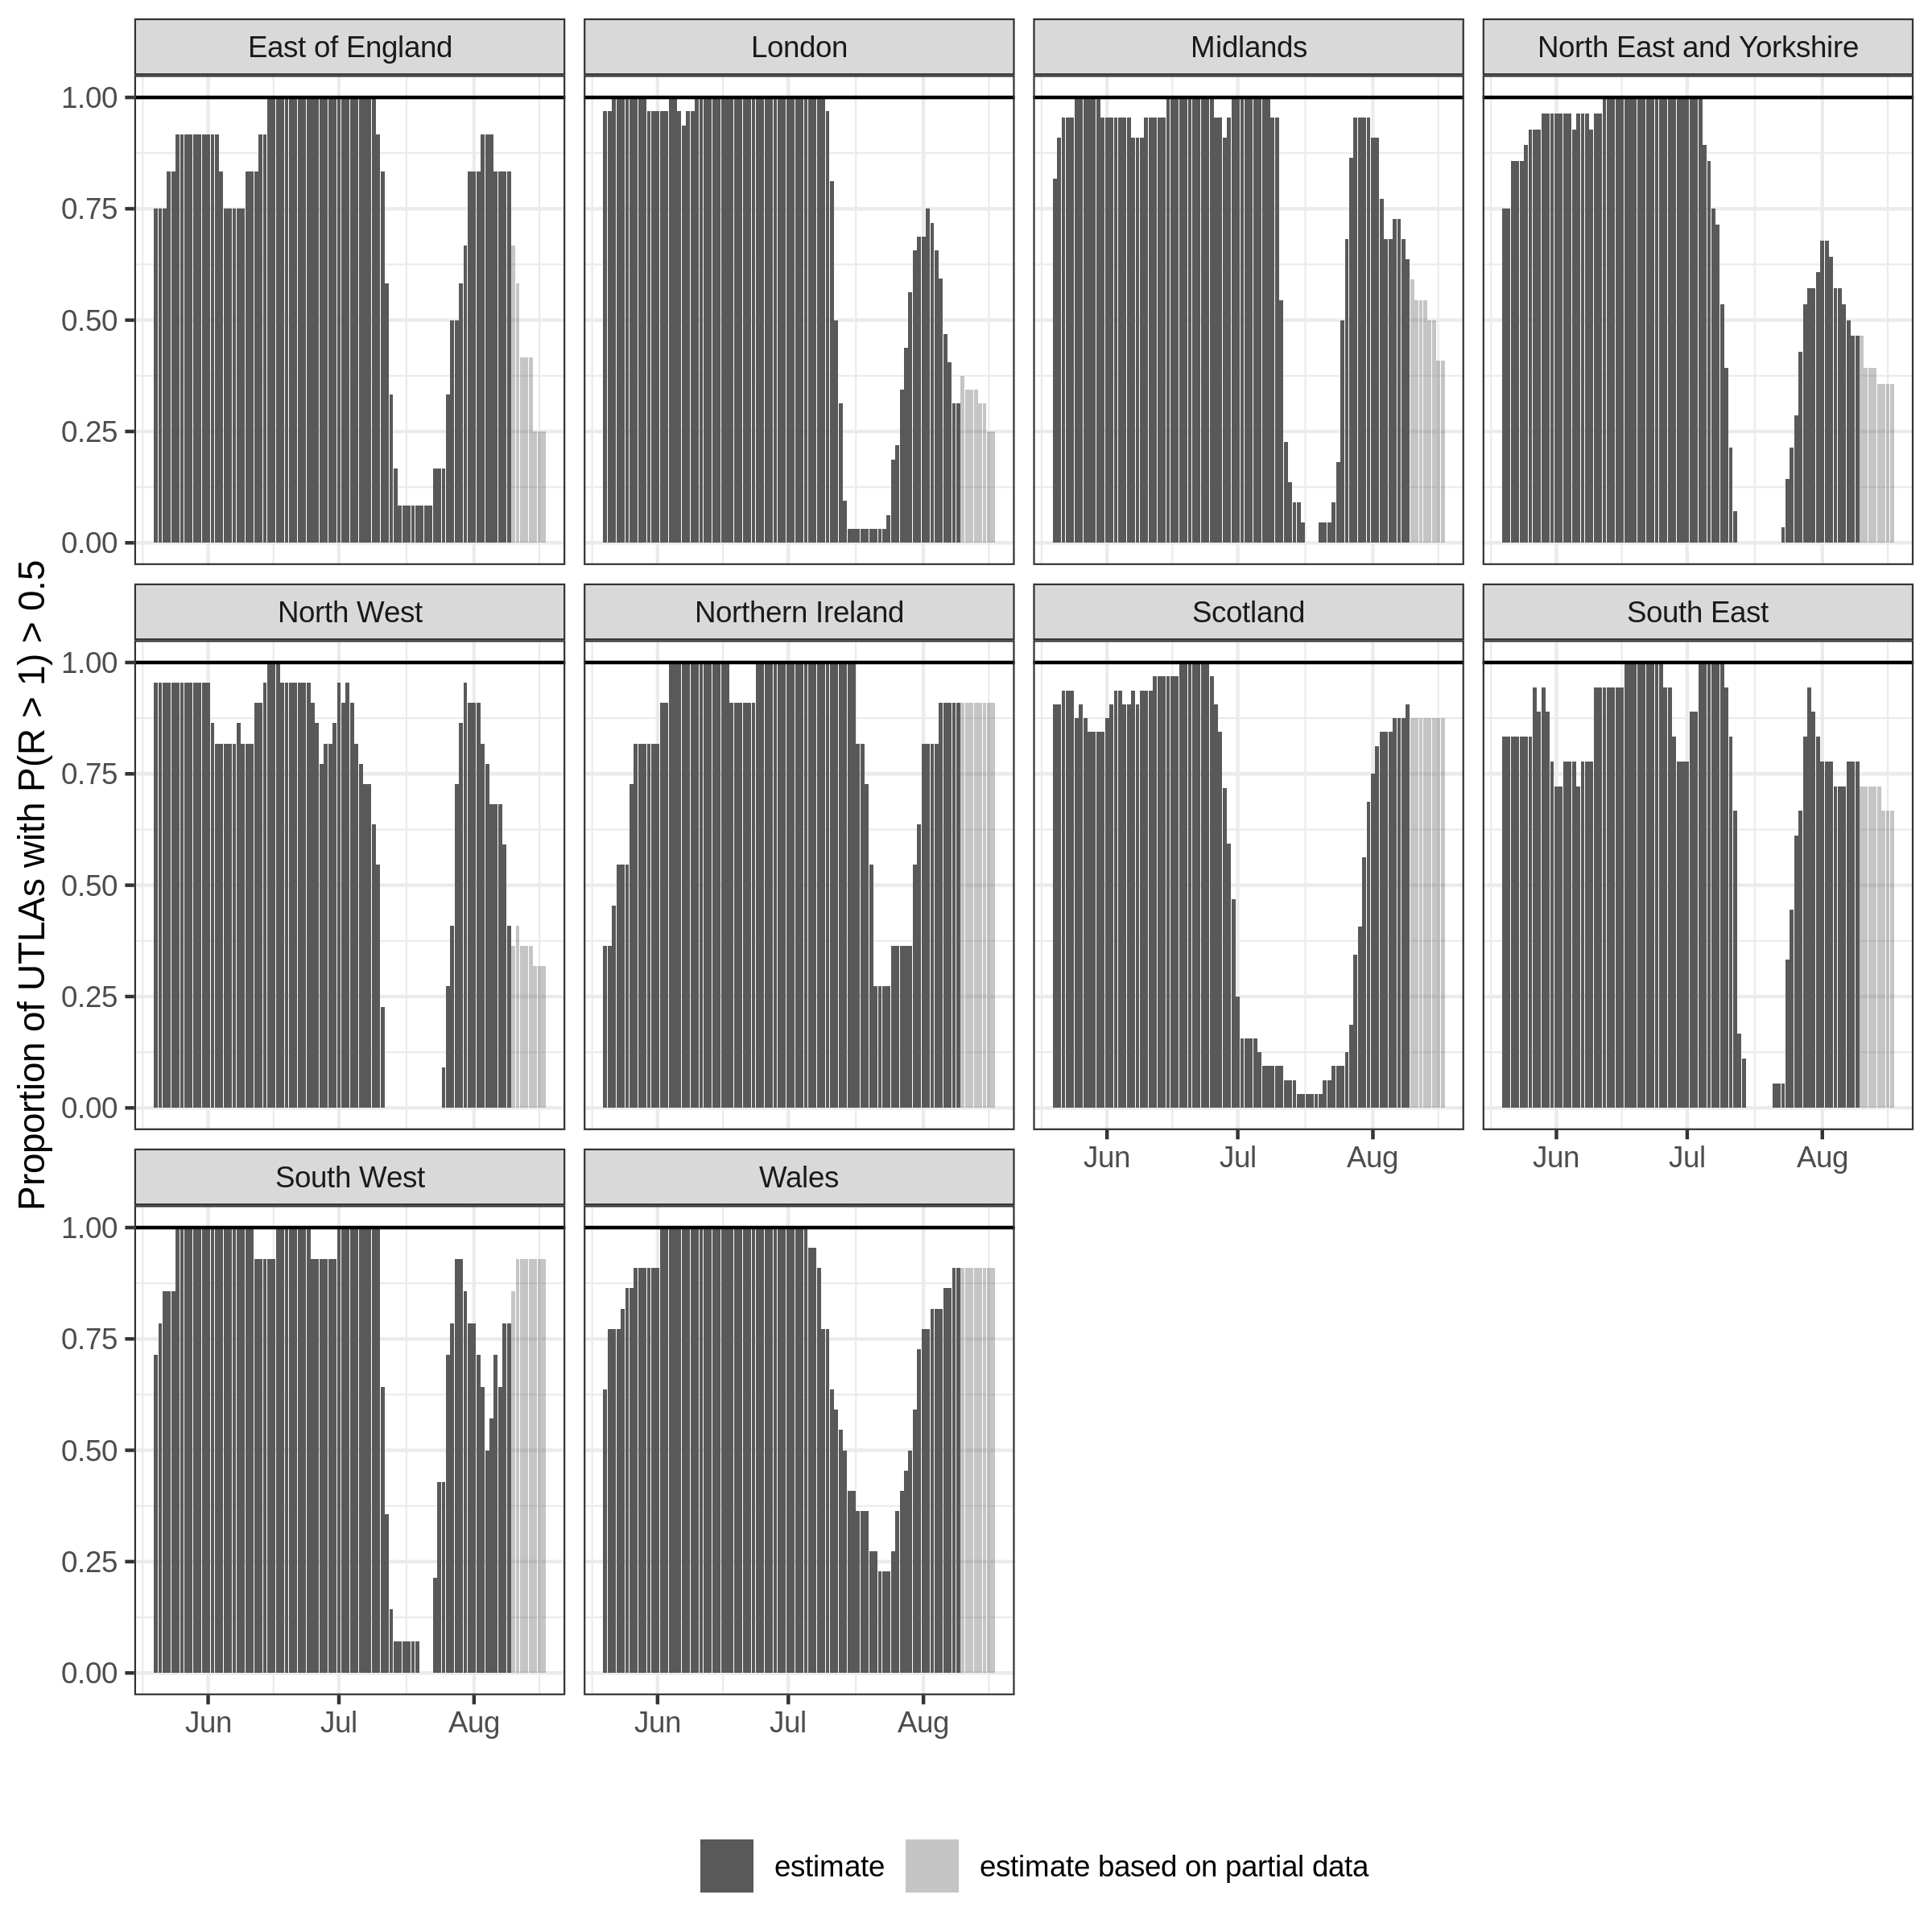 East of England
London
Midlands
North East and Yorkshire
1.00
0.75
0.50
0.25
0.00
North West
Northern Ireland
Scotland
South East
1.00
0.75
0.50
0.25
0.00
Jun Jul Aug
Jun Jul Aug
South West
Wales
1.00
0.75
0.50
0.25
0.00
Jun Jul Aug
Jun Jul Aug
Proportion of UTLAs with P(R > 1) > 0.5
estimate
estimate based on partial data